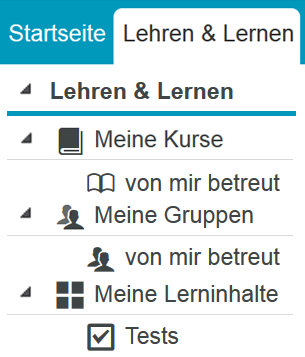 Startseite Lehren & Lernen
Lehren & Lernen
Meine Kurse
von mir betreut
Meine Gruppen
von mir betreut
Meine Lerninhalte
Tests